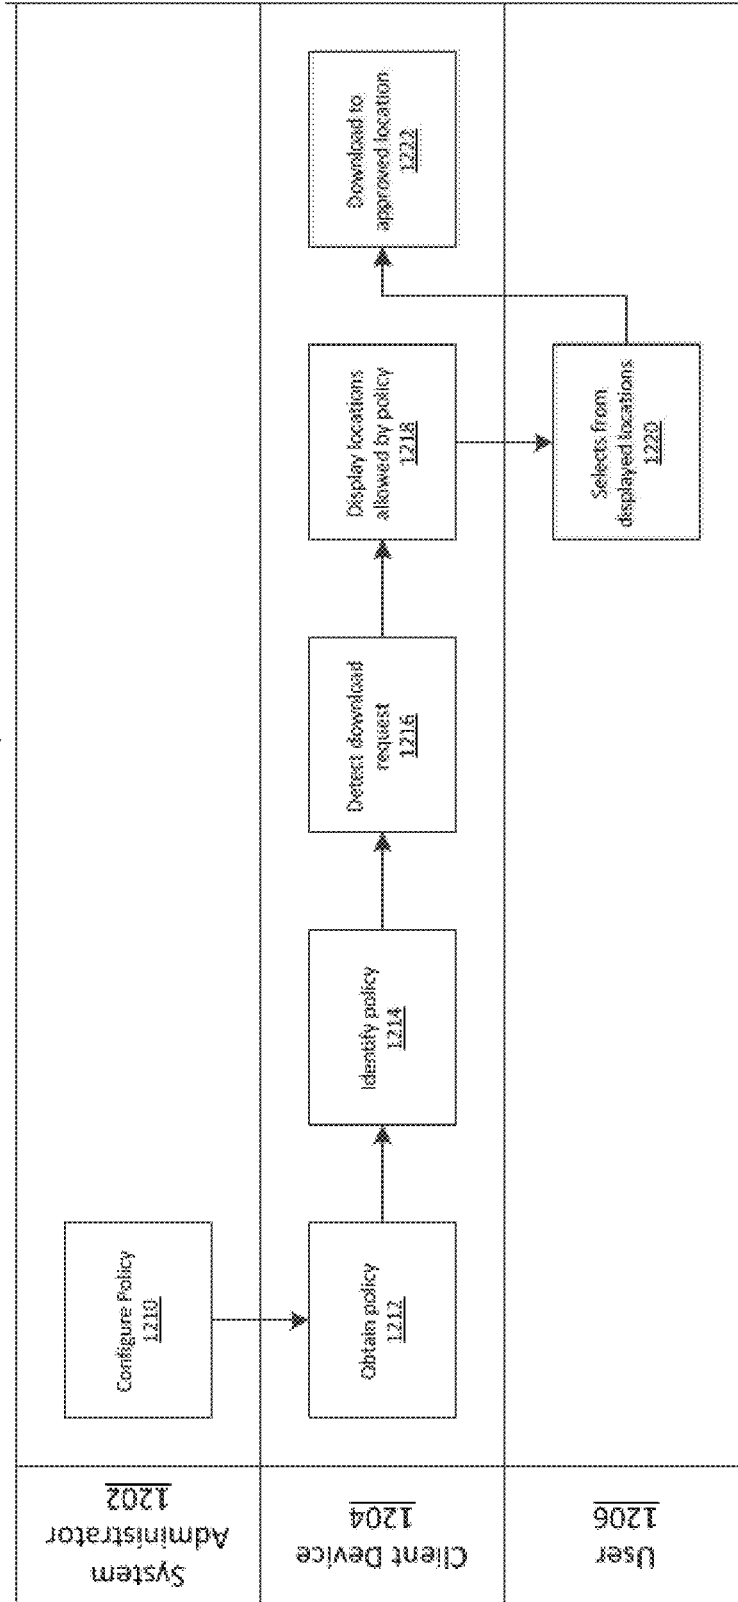 System
Administrator
1202
Configure Policy
1210
Client Device
1204
Obtain policy
1212
Identify policy
1214
Detect download
request
1216
Display locations
allowed by policy
1218
Download to
approved location
1222
User
1206
Selects from
displayed locations
1220